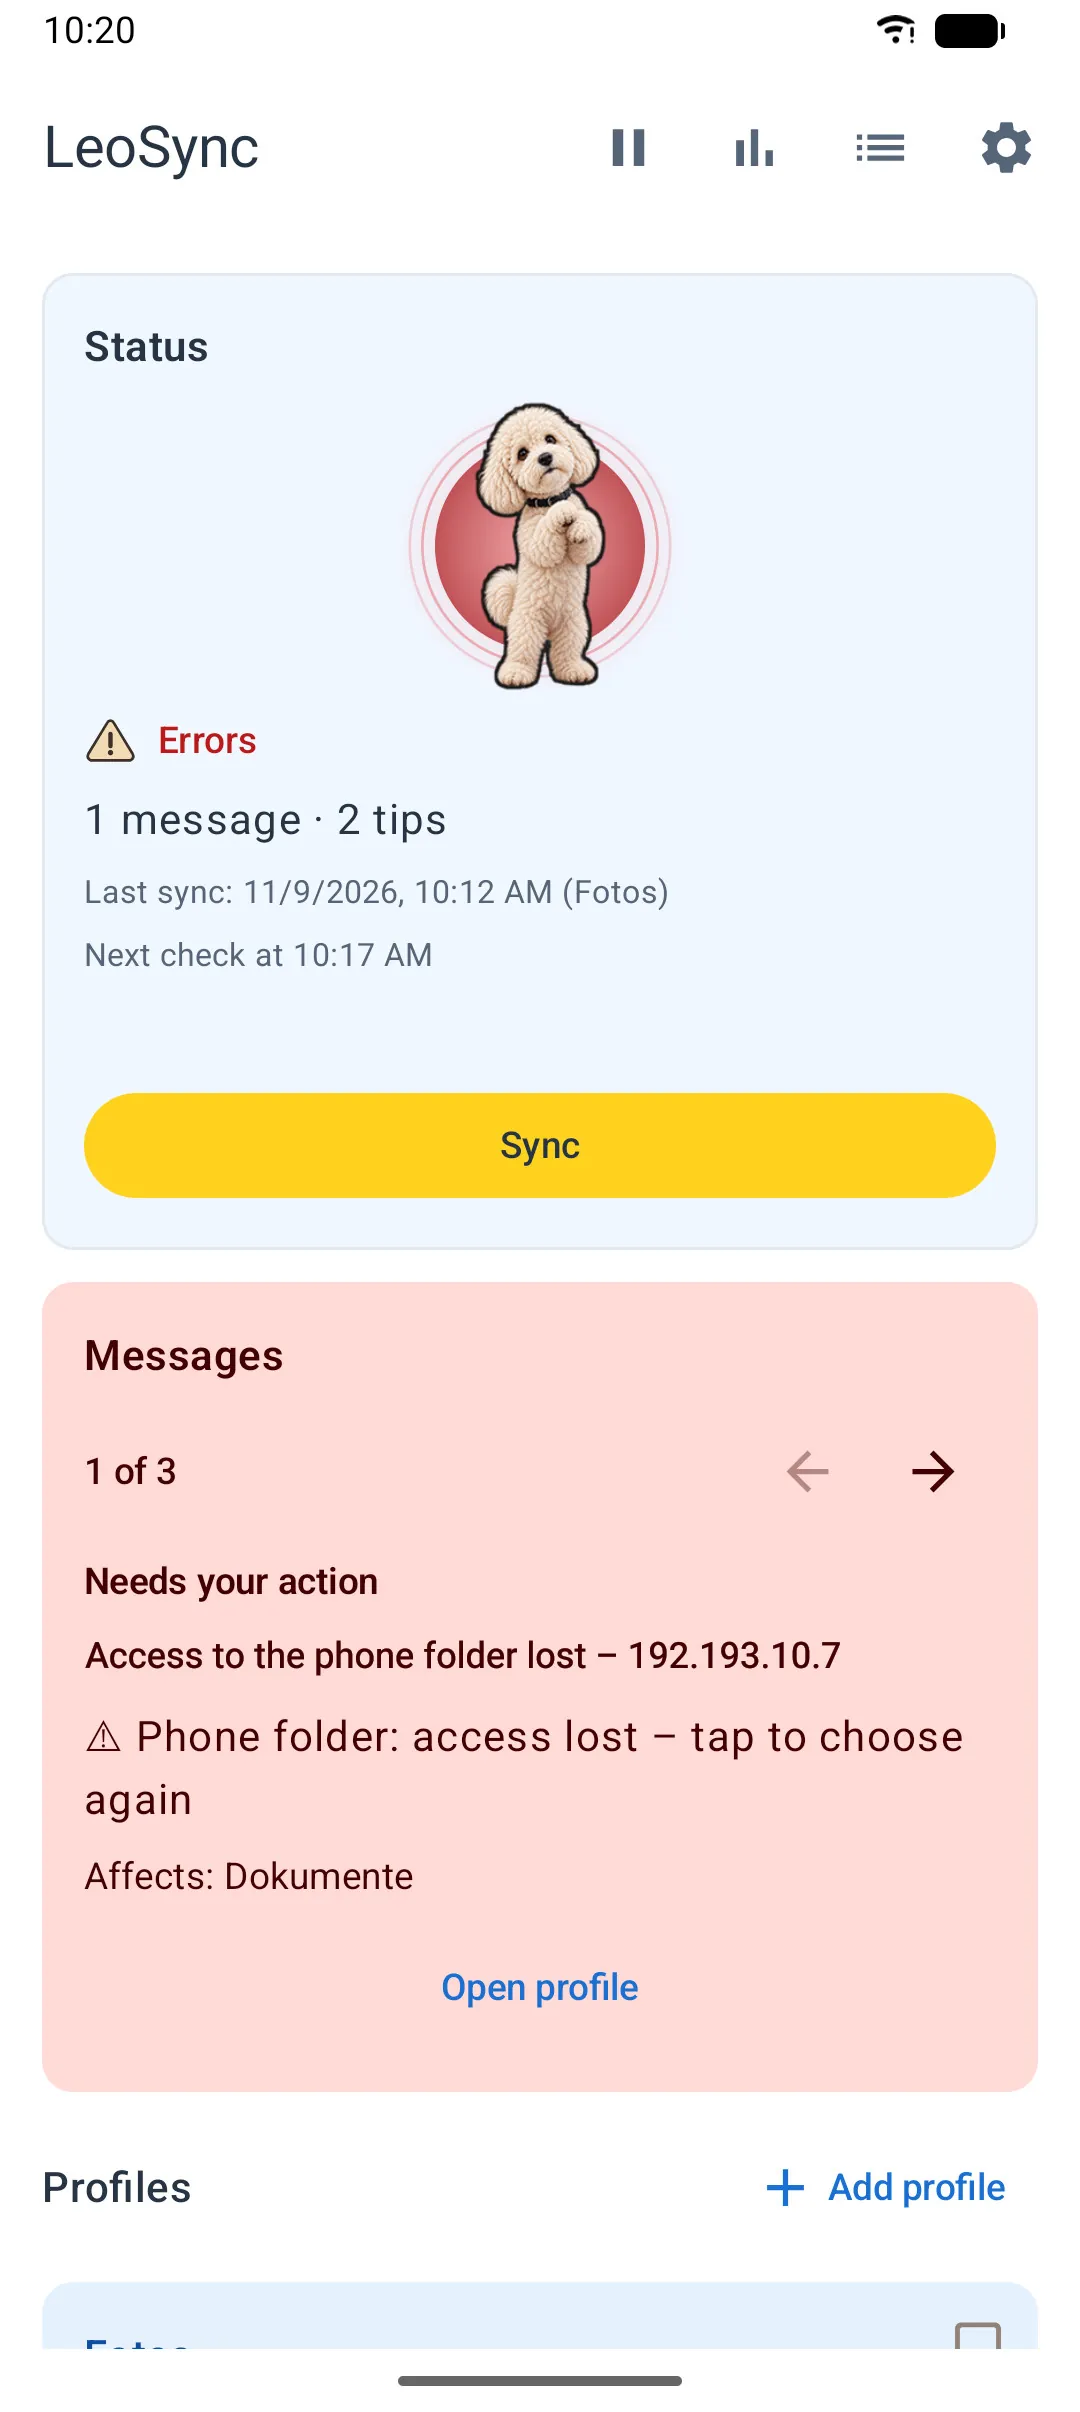 10:20
LeoSync
Status
Errors
1 message · 2 tips
Last sync: 11/9/2026, 10:12 AM (Fotos)
Next check at 10:17 AM
Sync
Messages
1 of 3
Needs your action
Access to the phone folder lost – 192.193.10.7
⚠ Phone folder: access lost – tap to choose
again
Affects: Dokumente
Open profile
Profiles
+ Add profile
Fotos